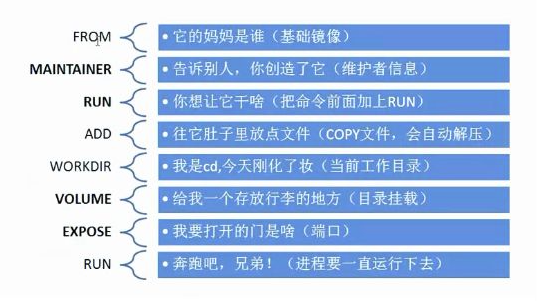 FROM
• 它的妈妈是谁（基础镜像）
MAINTAINER
• 告诉别人，你创造了它（维护者信息）
RUN
• 你想让它干啥（把命令前面加上RUN）
ADD
• 往它肚子里放点文件（COPY文件，会自动解压）
WORKDIR
• 我是cd,今天刚化了妆（当前工作目录）
VOLUME
• 给我一个存放行李的地方（目录挂载）
EXPOSE
• 我要打开的门是啥（端口）
RUN
• 奔跑吧，兄弟！（进程要一直运行下去）